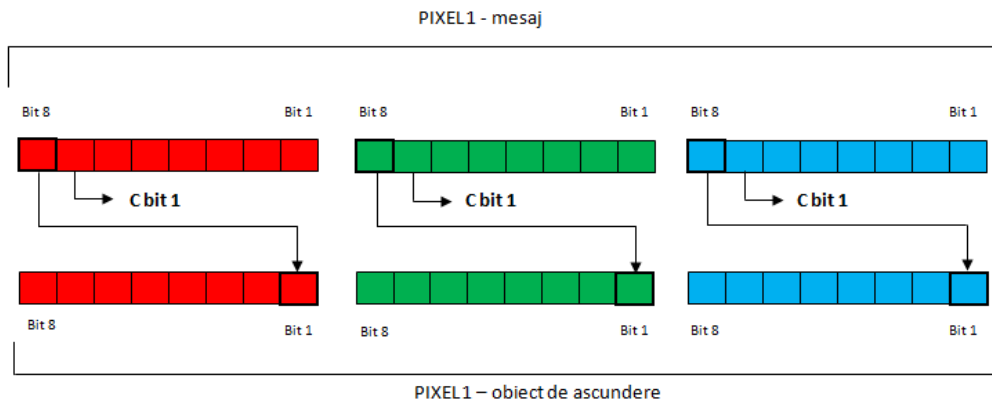 PIXEL1 - mesaj
Bit 8 Bit 1 Bit 8 Bit 1 Bit 8 Bit 1
C bit 1 C bit 1 C bit 1
Bit 8 Bit 1 Bit 8 Bit 1 Bit 8 Bit 1
PIXEL1 – obiect de ascundere